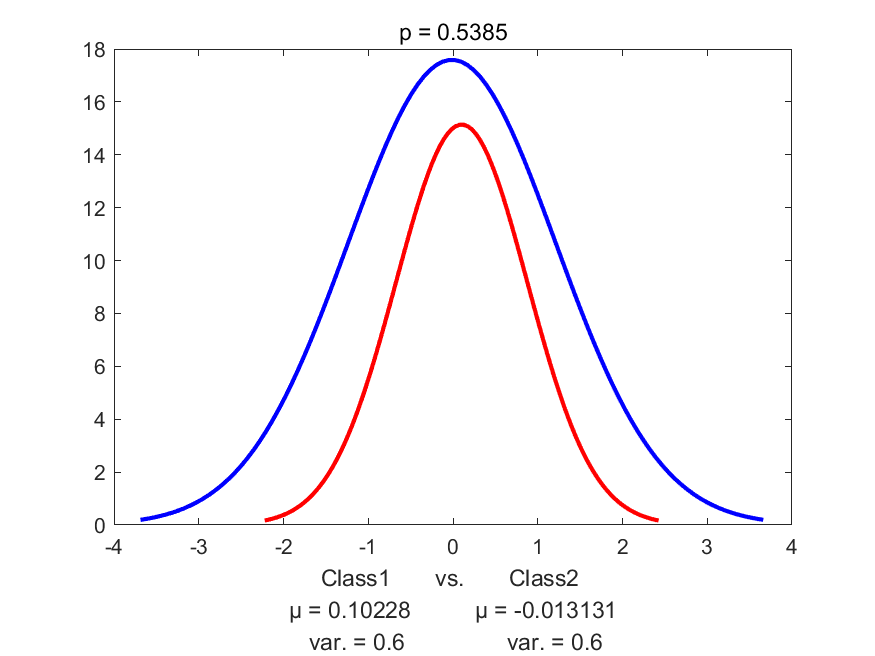 p = 0.5385
18
16
14
12
10
8
6
4
2
0
-4 -3 -2 -1 0 1 2 3 4
Class1 vs. Class2
μ = 0.10228 μ = -0.013131
var. = 0.6 var. = 0.6